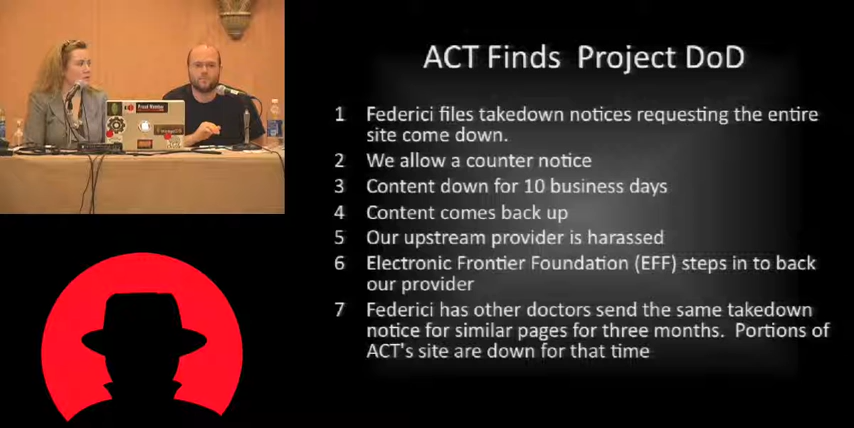 ACT Finds Project DoD
1 Federici files takedown notices requesting the entire
site come down.
2 We allow a counter notice
3 Content down for 10 business days
4 Content comes back up
5 Our upstream provider is harassed
6 Electronic Frontier Foundation (EFF) steps in to back
our provider
7 Federici has other doctors send the same takedown
notice for similar pages for three months. Portions of
ACT's site are down for that time